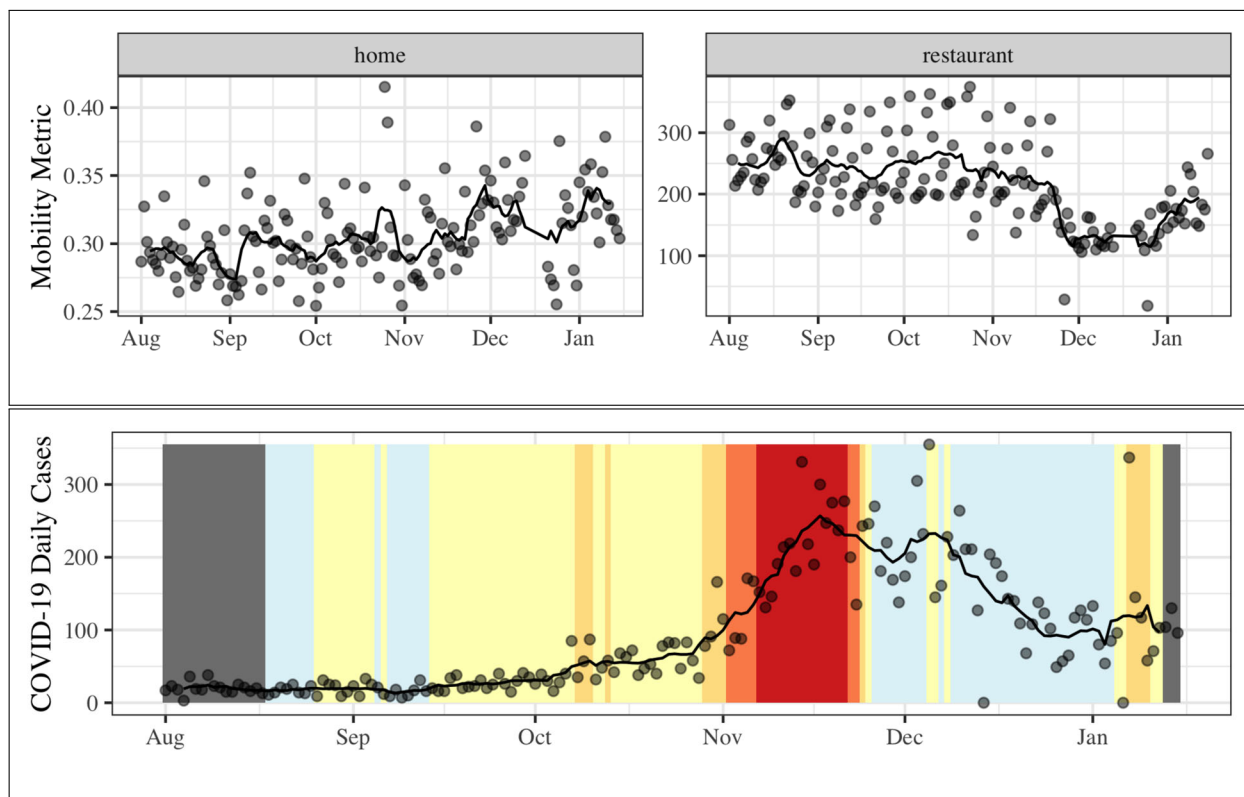 home
restaurant
Mobility Metric
0.40
0.35
0.30
0.25
300
200
100
Aug Sep Oct Nov Dec Jan
Aug Sep Oct Nov Dec Jan
COVID-19 Daily Cases
300
200
100
0
Aug Sep Oct Nov Dec Jan